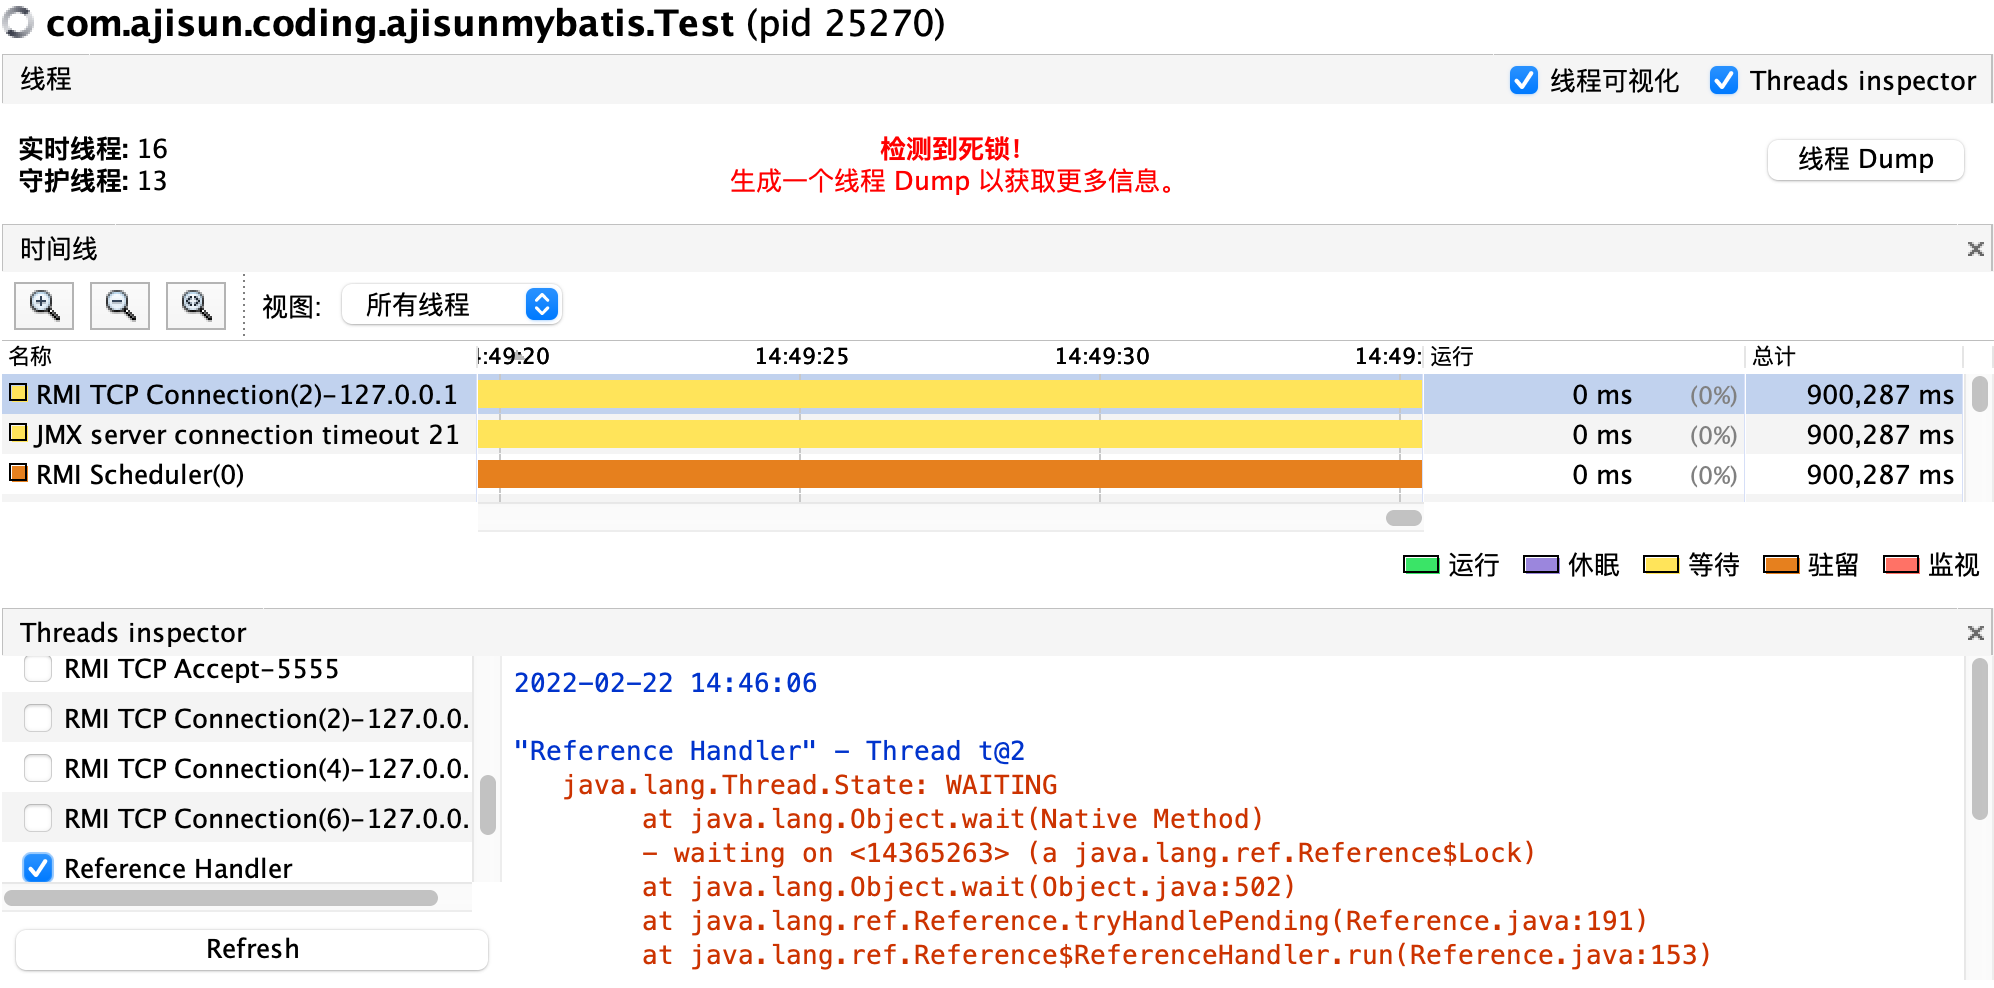 com.ajisun.coding.ajisunmybatis.Test (pid 25270)
线程 线程可视化 Threads inspector
实时线程: 16
守护线程: 13
检测到死锁!
生成一个线程 Dump 以获取更多信息。
线程 Dump
时间线
视图: 所有线程
名称 :49:20 14:49:25 14:49:30 14:49: 运行 总计
RMI TCP Connection(2)-127.0.0.1 0 ms (0%) 900,287 ms
JMX server connection timeout 21 0 ms (0%) 900,287 ms
RMI Scheduler(0) 0 ms (0%) 900,287 ms
运行 休眠 等待 驻留 监视
Threads inspector
RMI TCP Accept-5555
RMI TCP Connection(2)-127.0.0.
RMI TCP Connection(4)-127.0.0.
RMI TCP Connection(6)-127.0.0.
Reference Handler
Refresh
2022-02-22 14:46:06
"Reference Handler" - Thread t@2
java.lang.Thread.State: WAITING
at java.lang.Object.wait(Native Method)
- waiting on <14365263> (a java.lang.ref.Reference$Lock)
at java.lang.Object.wait(Object.java:502)
at java.lang.ref.Reference.tryHandlePending(Reference.java:191)
at java.lang.ref.Reference$ReferenceHandler.run(Reference.java:153)